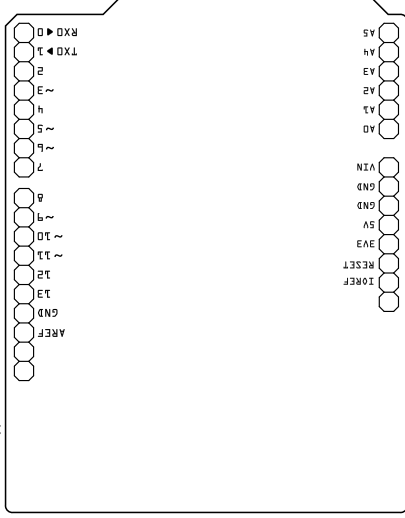 RX0◀0
TX0▶1
2
~3
4
~5
~6
7
8
~9
~10
~11
12
13
GND
AREF
A5
A4
A3
A2
A1
A0
VIN
GND
GND
5V
3V3
RESET
IOREF